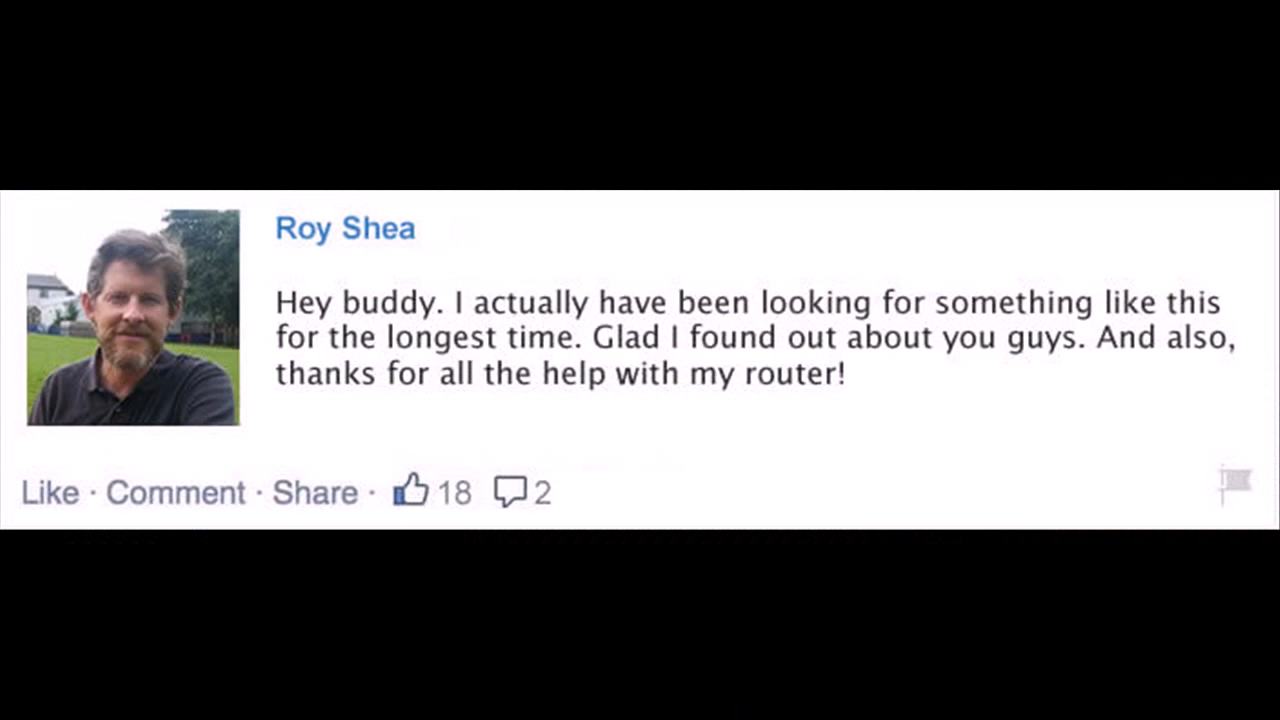 Roy Shea
Hey buddy. I actually have been looking for something like this
for the longest time. Glad I found out about you guys. And also,
thanks for all the help with my router!
Like · Comment · Share · 18 2